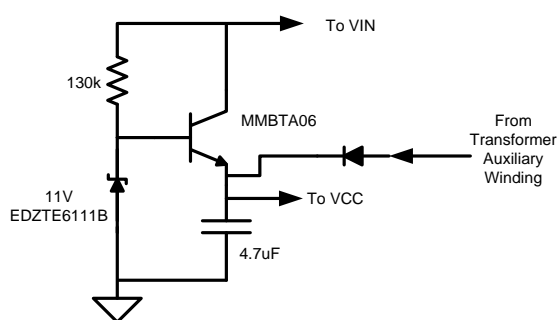 To VIN
130k
MMBTA06
From
Transformer
Auxiliary
Winding
11V
EDZTE6111B
To VCC
4.7uF